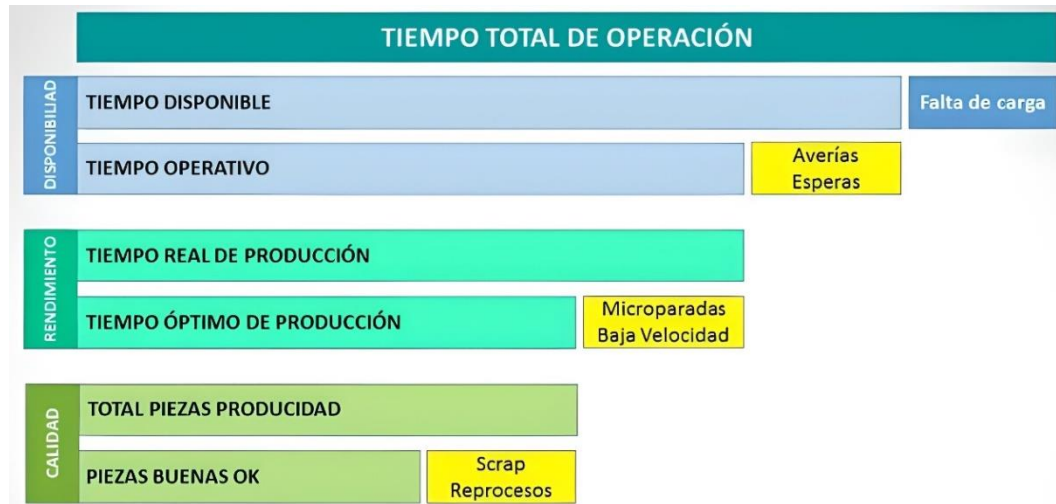 TIEMPO TOTAL DE OPERACIÓN
DISPONIBILIAD
TIEMPO DISPONIBLE
Falta de carga
TIEMPO OPERATIVO
Averías
Esperas
RENDIMIENTO
TIEMPO REAL DE PRODUCCIÓN
TIEMPO ÓPTIMO DE PRODUCCIÓN
Microparadas
Baja Velocidad
CALIDAD
TOTAL PIEZAS PRODUCIDAD
PIEZAS BUENAS OK
Scrap
Reprocesos